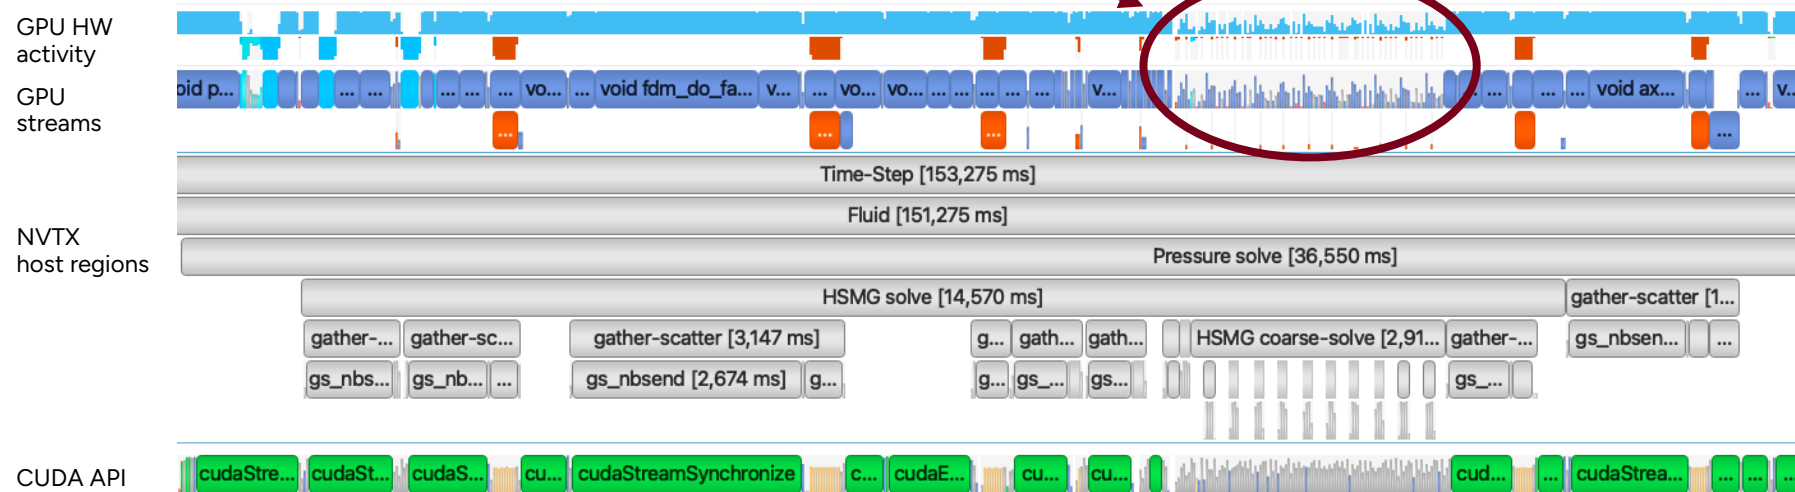 GPU HW
activity
GPU
streams
oid p...
... ... ... ... ... vo... ... void fdm_do_fa... v... ... vo... vo... ... ... ... ... ... v... ... ... ... ... void ax... ... v..
... ... ... ...
Time-Step [153,275 ms]
Fluid [151,275 ms]
NVTX
host regions
Pressure solve [36,550 ms]
HSMG solve [14,570 ms] gather-scatter [1...
gather-... gather-sc... gather-scatter [3,147 ms] g... gath... gath... HSMG coarse-solve [2,91... gather-... gs_nbsen... ...
gs_nbs... gs_nb... ... gs_nbsend [2,674 ms] g... g... gs_... gs... gs_...
CUDA API
cudaStre... cudaSt... cudaS... cu... cudaStreamSynchronize c... cudaE... cu... cu... cud... ... cudaStrea... ... ... ...